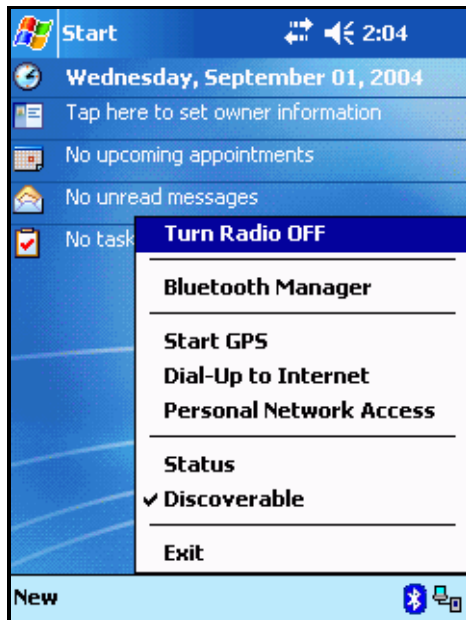 Start 2:04
Wednesday, September 01, 2004
Tap here to set owner information
No upcoming appointments
No unread messages
No task
Turn Radio OFF
Bluetooth Manager
Start GPS
Dial-Up to Internet
Personal Network Access
Status
Discoverable
Exit
New